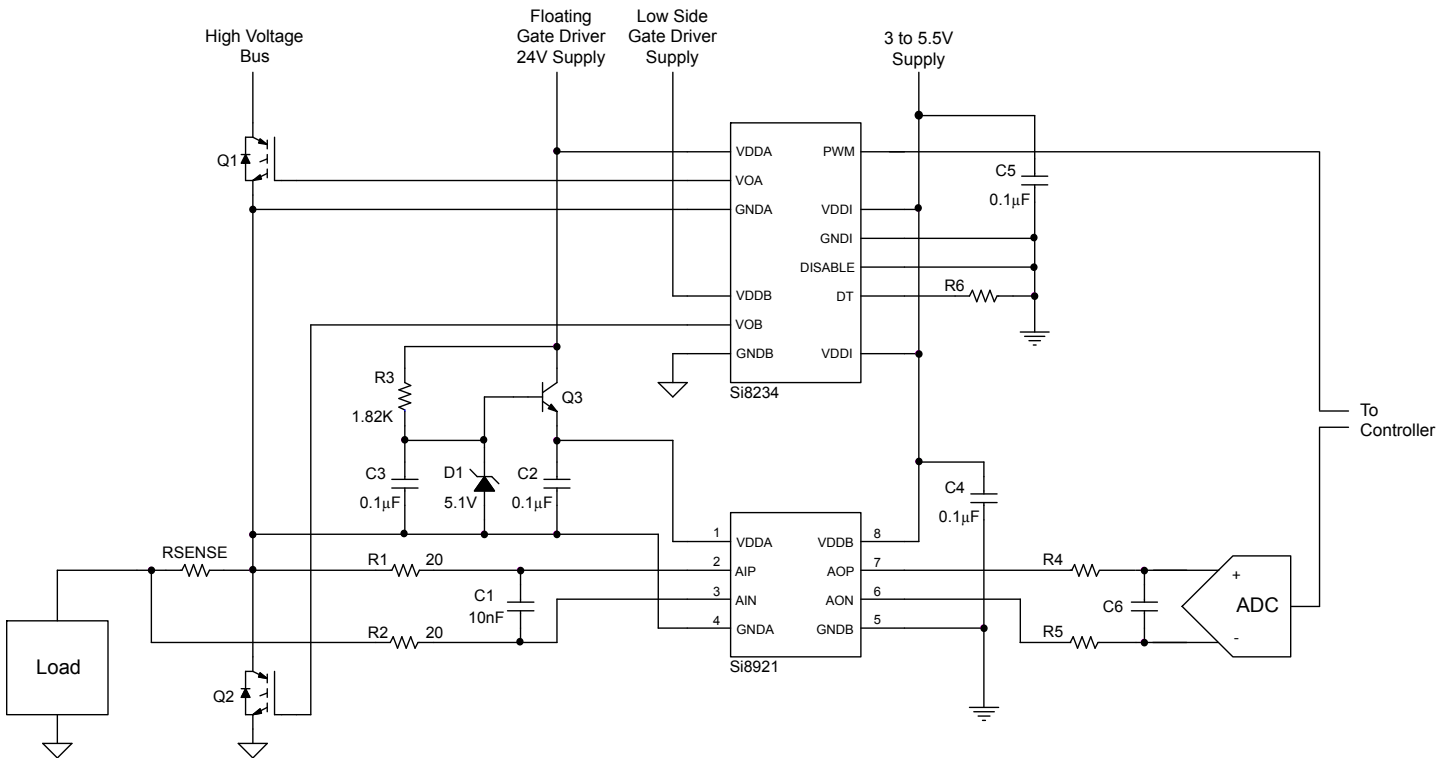 High Voltage
Bus
Floating
Gate Driver
24V Supply
Low Side
Gate Driver
Supply
3 to 5.5V
Supply
Q1
VDDA
VOA
GNDA
VDDB
VOB
GNDB
PWM
VDDI
GNDI
DISABLE
DT
VDDI
Si8234
C5
0.1μF
R6
R3
1.82K
Q3
C3
0.1μF
D1
5.1V
C2
0.1μF
C4
0.1μF
To
Controller
RSENSE
R1 20
C1
10nF
R2 20
Load
Q2
1
2
3
4
VDDA
AIP
AIN
GNDA
VDDB
AOP
AON
GNDB
8
7
6
5
Si8921
R4
C6
R5
+
-
ADC